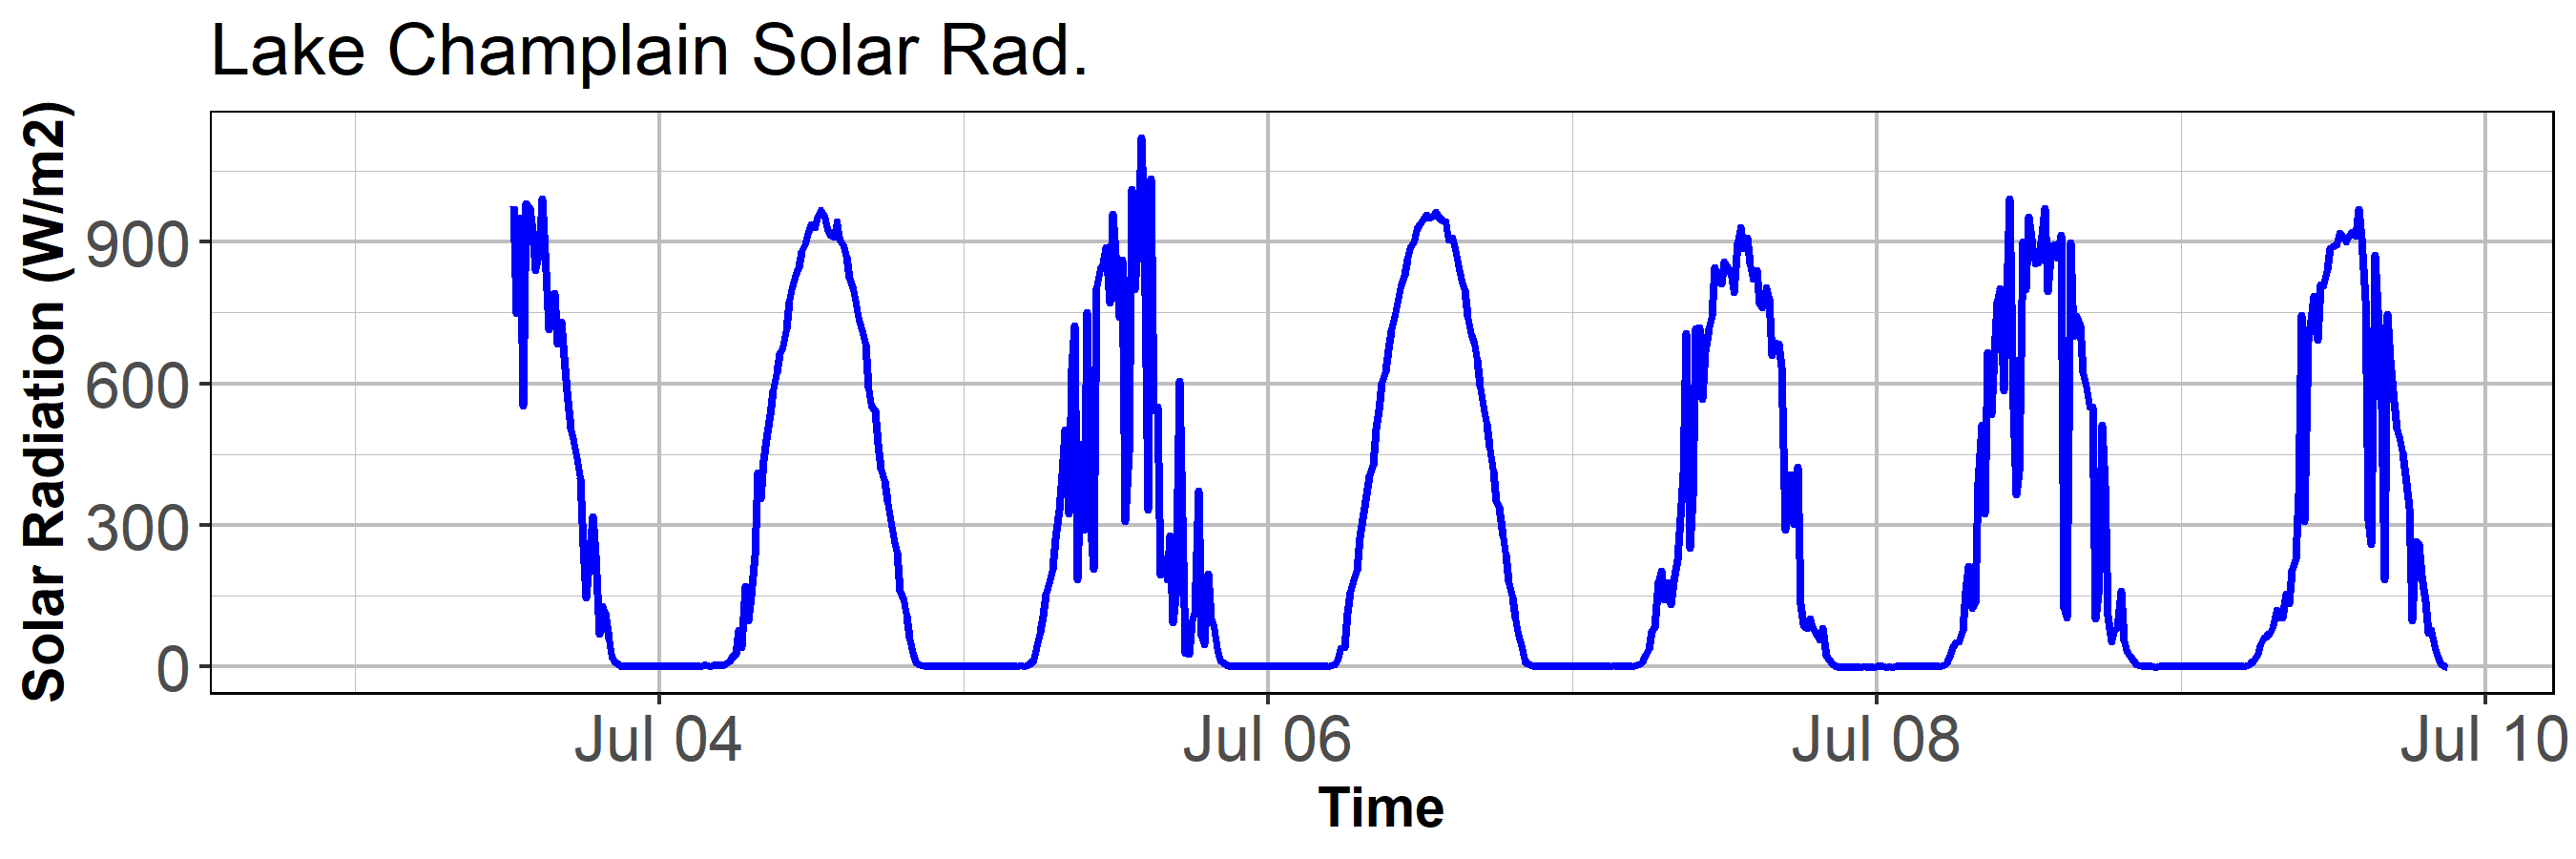 Lake Champlain Solar Rad.
Solar Radiation (W/m2)
900
600
300
0
Jul 04 Jul 06 Jul 08 Jul 10
Time